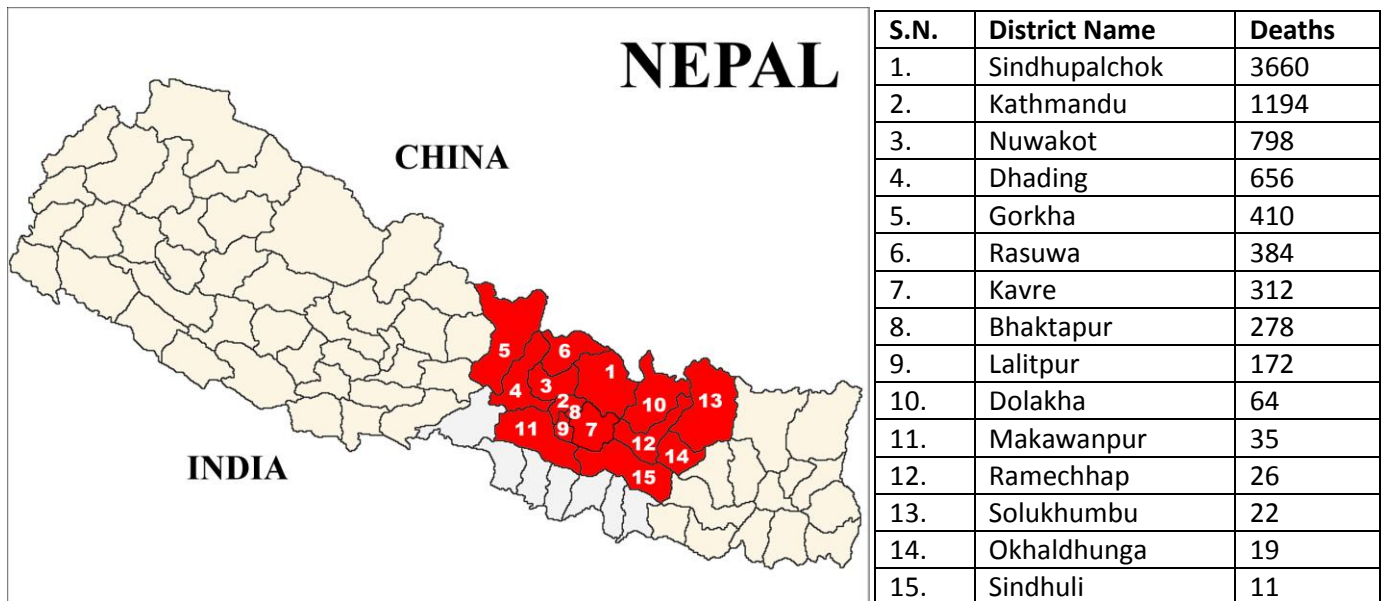 NEPAL
CHINA
INDIA
5
6
1
4
3
2
8
10
13
11
9
7
12
14
15
S.N. District Name Deaths
1. Sindhupalchok 3660
2. Kathmandu 1194
3. Nuwakot 798
4. Dhading 656
5. Gorkha 410
6. Rasuwa 384
7. Kavre 312
8. Bhaktapur 278
9. Lalitpur 172
10. Dolakha 64
11. Makawanpur 35
12. Ramechhap 26
13. Solukhumbu 22
14. Okhaldhunga 19
15. Sindhuli 11